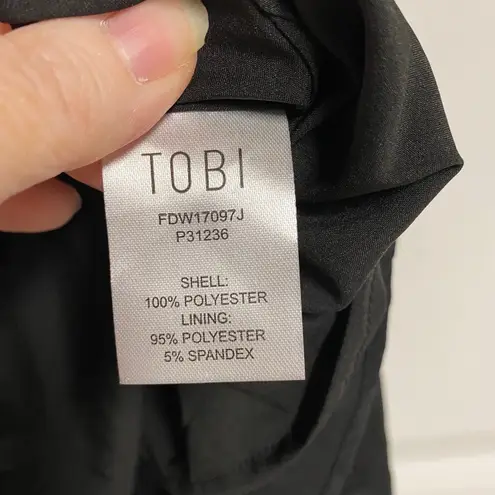 TOBI
FDW17097J
P31236
SHELL:
100% POLYESTER
LINING:
95% POLYESTER
5% SPANDEX